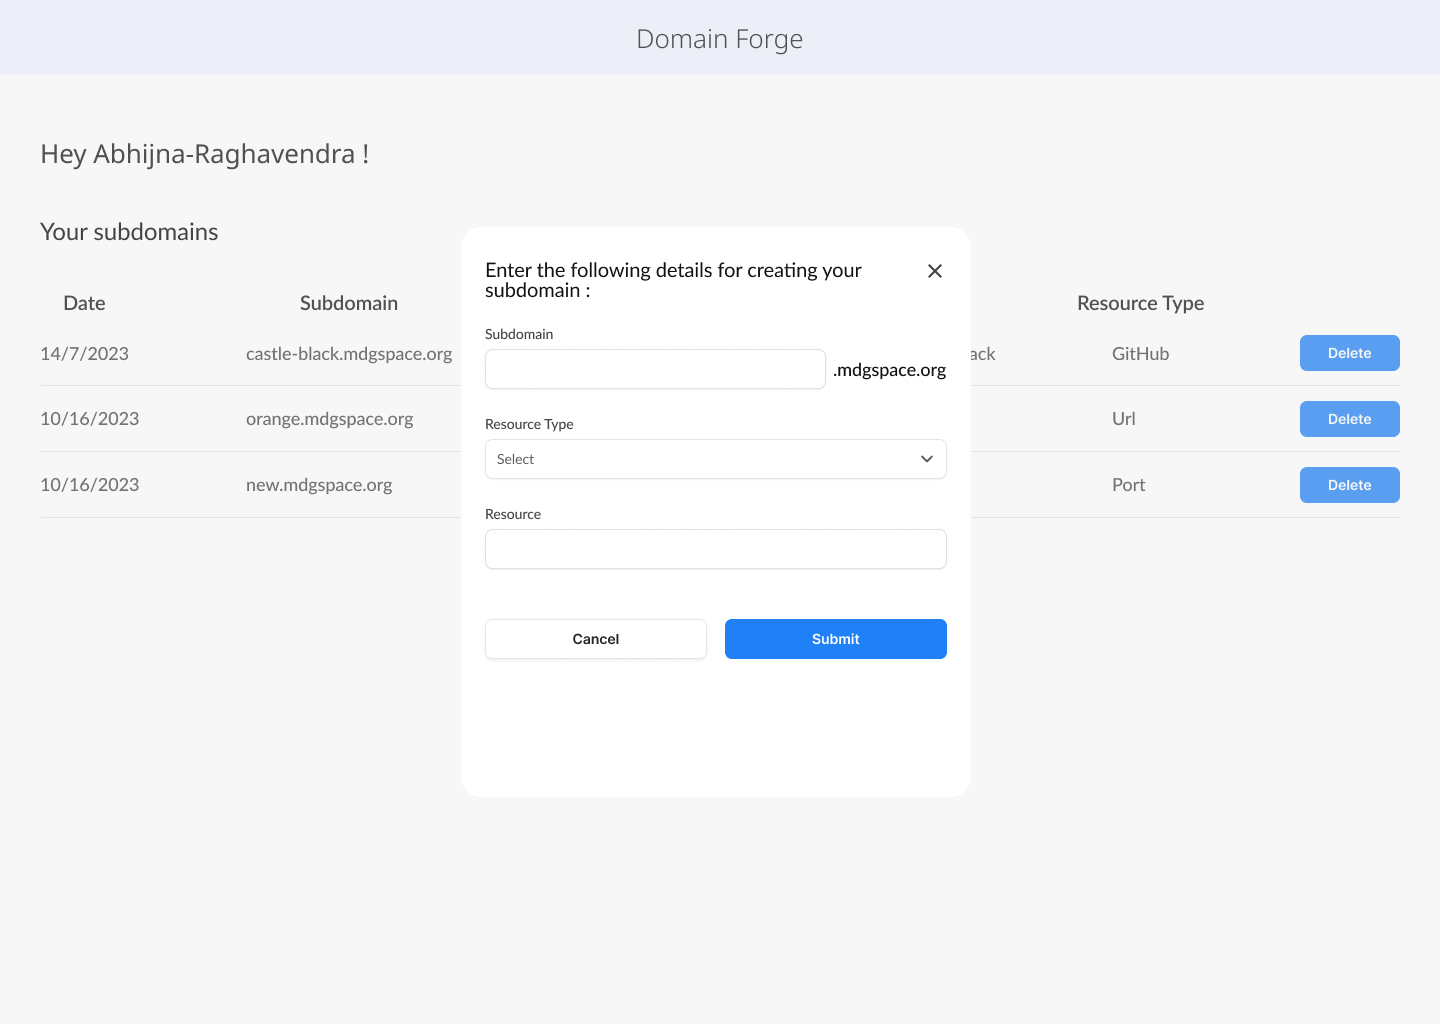 Domain Forge
Hey Abhijna-Raghavendra !
Your subdomains
Date Subdomain Resource Type
14/7/2023 castle-black.mdgspace.org GitHub Delete
10/16/2023 orange.mdgspace.org Url Delete
10/16/2023 new.mdgspace.org Port Delete
Enter the following details for creating your
subdomain :
Subdomain
.mdgspace.org
Resource Type
Select
Resource
Cancel Submit